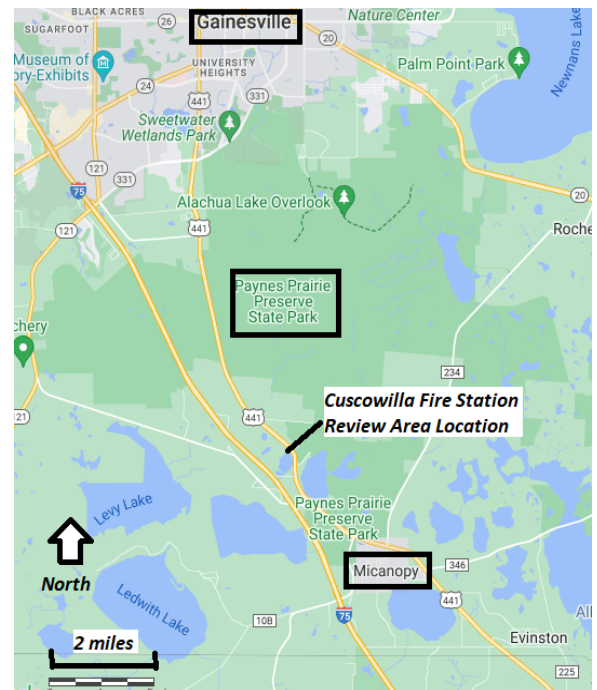 BLACK ACRES
26
Gainesville
SUGARFOOT
Nature Center
20
Museum of
ory-Exhibits
UNIVERSITY
HEIGHTS
Palm Point Park
Newnans Lake
24
441
331
Sweetwater
Wetlands Park
121
75
331
Alachua Lake Overlook
441
20
121
Roche
Paynes Prairie
Preserve
State Park
chery
234
Cuscowilla Fire Station
Review Area Location
121
441
Levy Lake
Paynes Prairie
Preserve
State Park
North
Micanopy
346
Ledwith Lake
441
10B
75
All
2 miles
Evinston
225